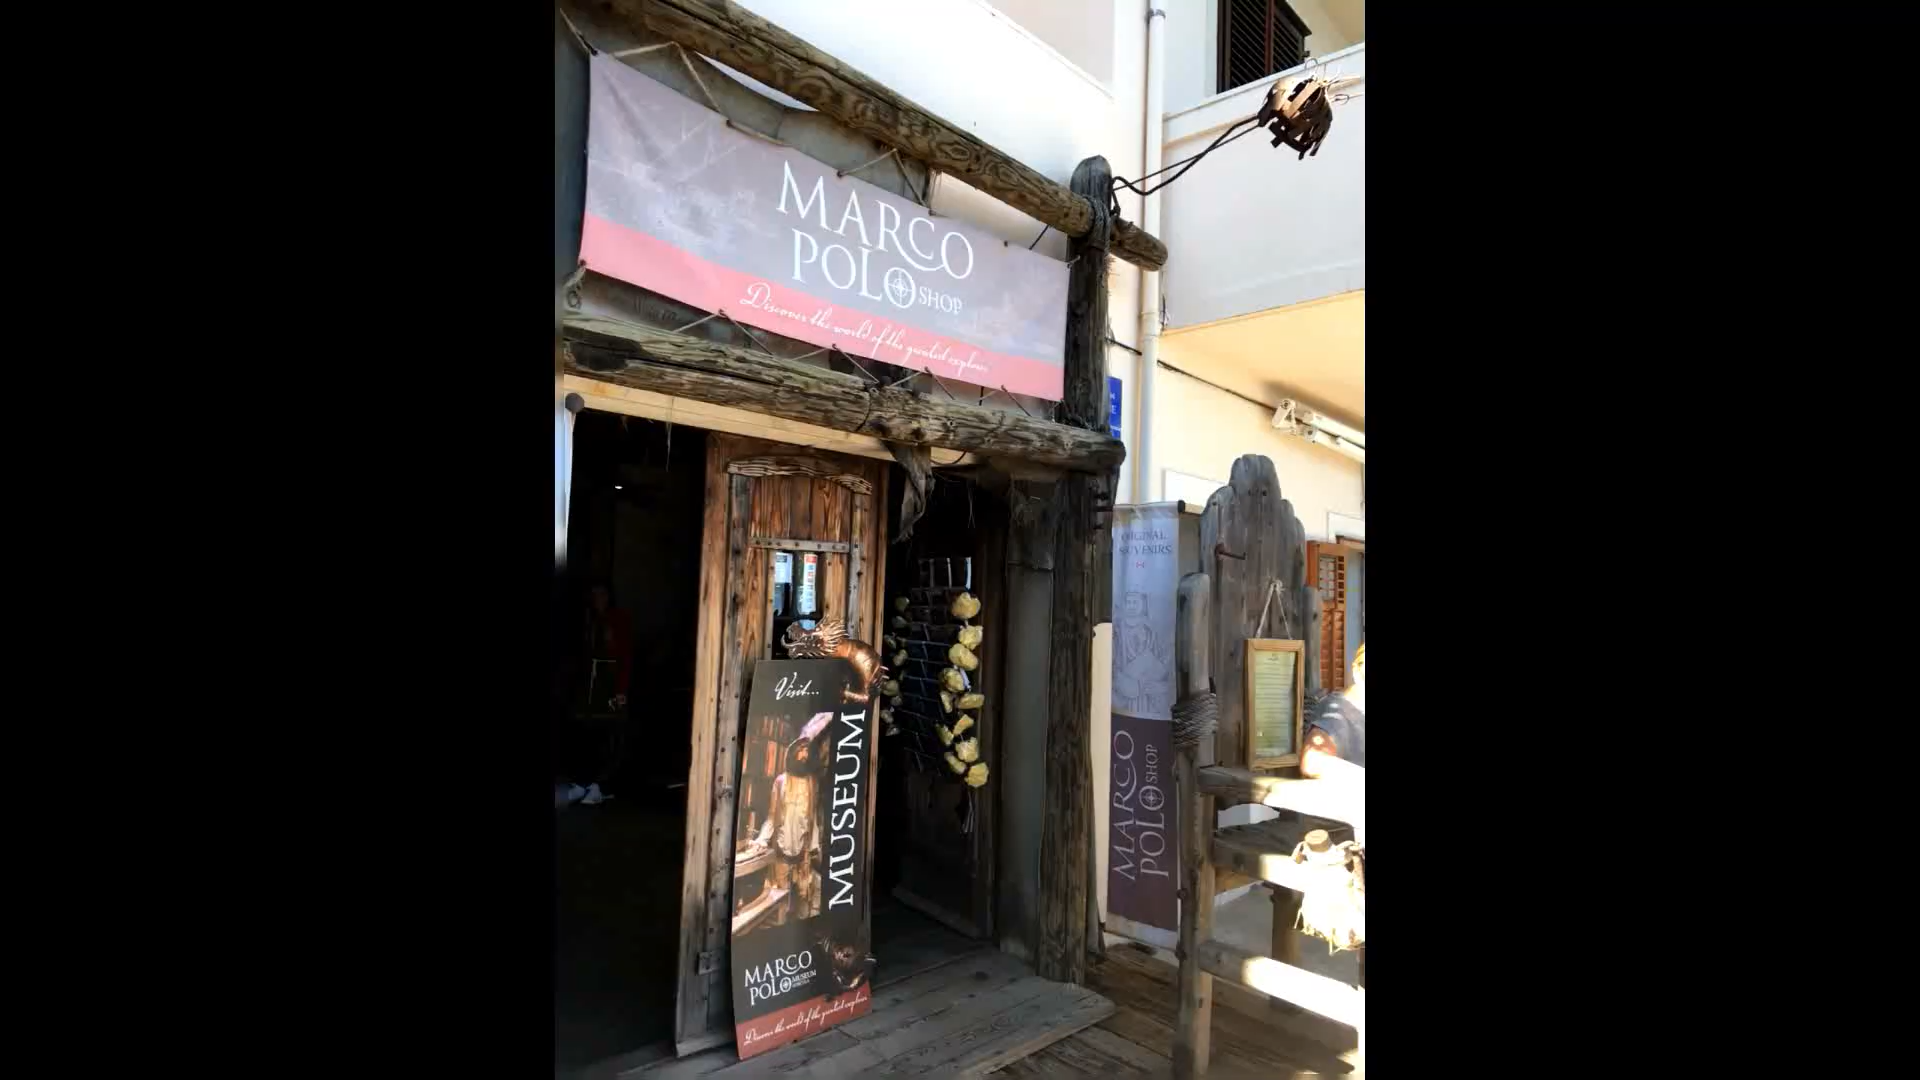 MARCO
POLO SHOP
Discover the world of the greatest explorer
ORIGINAL
SOUVENIRS
MARCO
POLO SHOP
Visit...
MUSEUM
MARCO
POLO MUSEUM
Discover the world of the greatest explorer